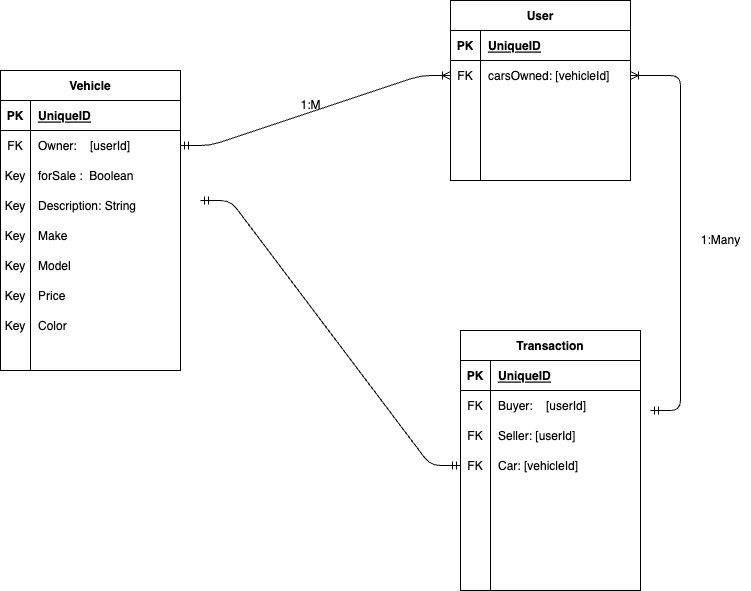 User
PK UniqueID
FK carsOwned: [vehicleId]
Vehicle
PK UniqueID
FK Owner: [userId]
Key forSale : Boolean
Key Description: String
Key Make
Key Model
Key Price
Key Color
1:M
1:Many
Transaction
PK UniqueID
FK Buyer: [userId]
FK Seller: [userId]
FK Car: [vehicleId]